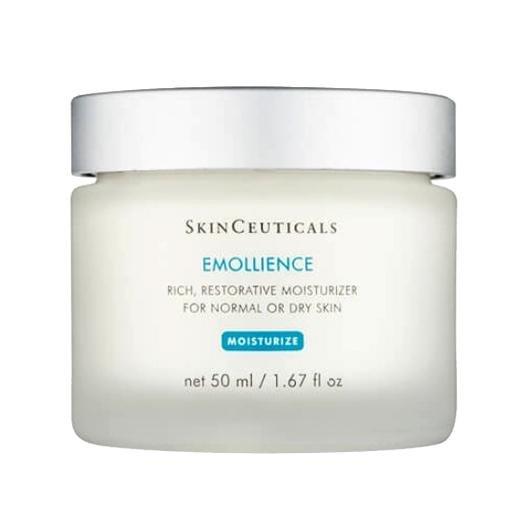 SKINCEUTICALS
EMOLLIENCE
RICH, RESTORATIVE MOISTURIZER
FOR NORMAL OR DRY SKIN
MOISTURIZE
net 50 ml / 1.67 fl oz